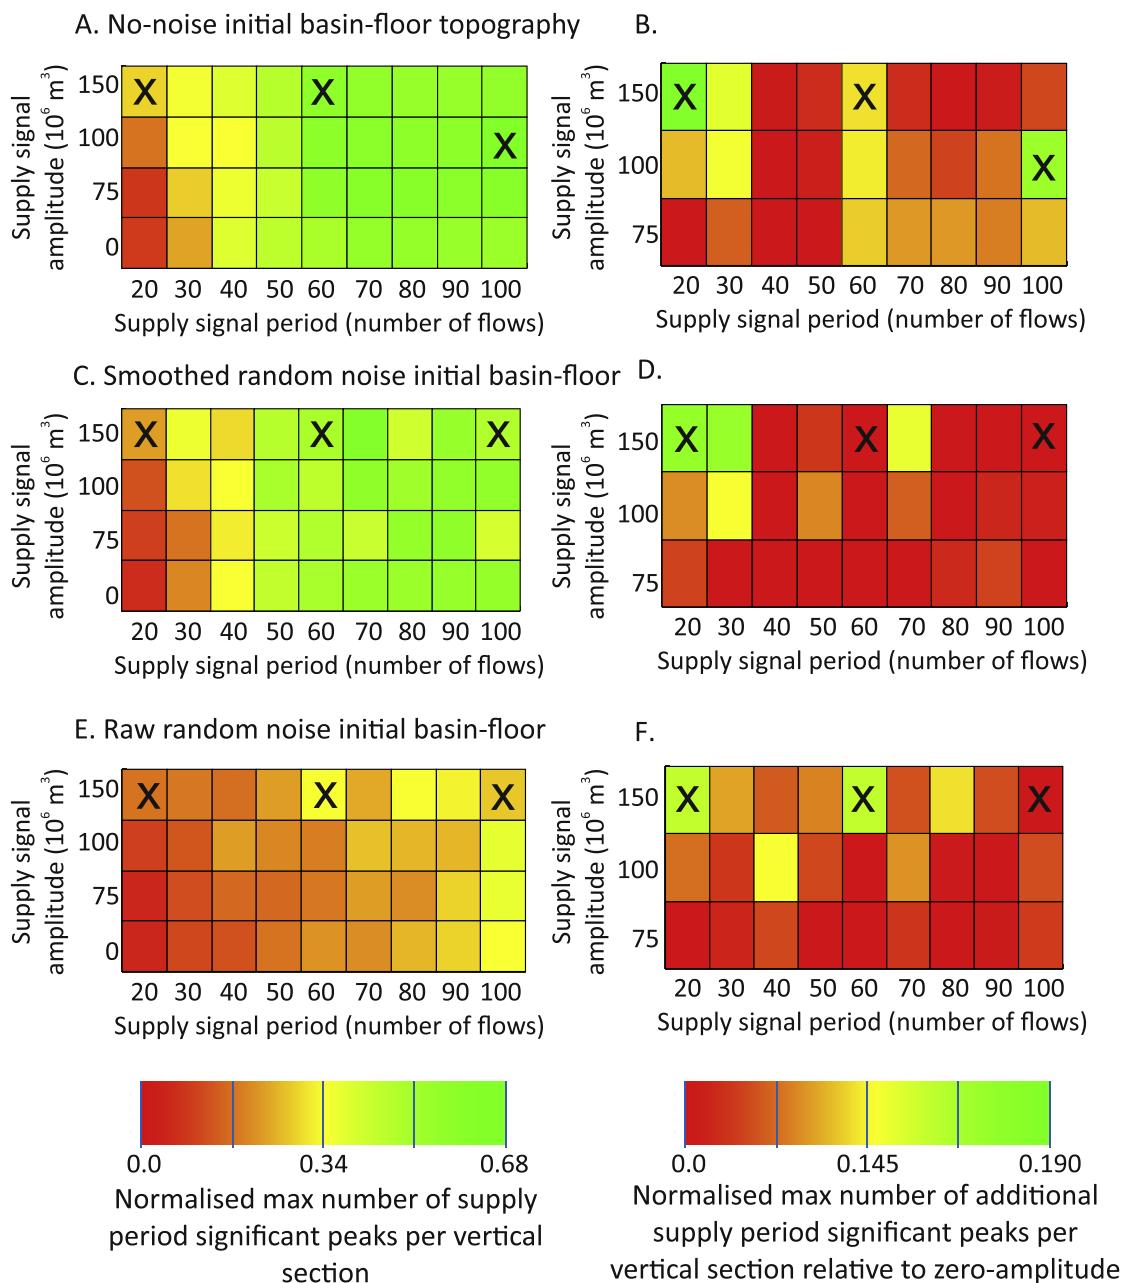 A. No-noise initial basin-floor topography
B.
Supply signal
amplitude (10⁶ m³)
150 X X
100 X
75
0
20 30 40 50 60 70 80 90 100
Supply signal period (number of flows)
Supply signal
amplitude (10⁶ m³)
150 X X
100 X
75
20 30 40 50 60 70 80 90 100
Supply signal period (number of flows)
C. Smoothed random noise initial basin-floor
D.
Supply signal
amplitude (10⁶ m³)
150 X X X
100
75
0
20 30 40 50 60 70 80 90 100
Supply signal period (number of flows)
Supply signal
amplitude (10⁶ m³)
150 X X X
100
75
20 30 40 50 60 70 80 90 100
Supply signal period (number of flows)
E. Raw random noise initial basin-floor
F.
Supply signal
amplitude (10⁶ m³)
150 X X X
100
75
0
20 30 40 50 60 70 80 90 100
Supply signal period (number of flows)
Supply signal
amplitude (10⁶ m³)
150 X X X
100
75
20 30 40 50 60 70 80 90 100
Supply signal period (number of flows)
0.0 0.34 0.68
Normalised max number of supply
period significant peaks per vertical
section
0.0 0.145 0.190
Normalised max number of additional
supply period significant peaks per
vertical section relative to zero-amplitude